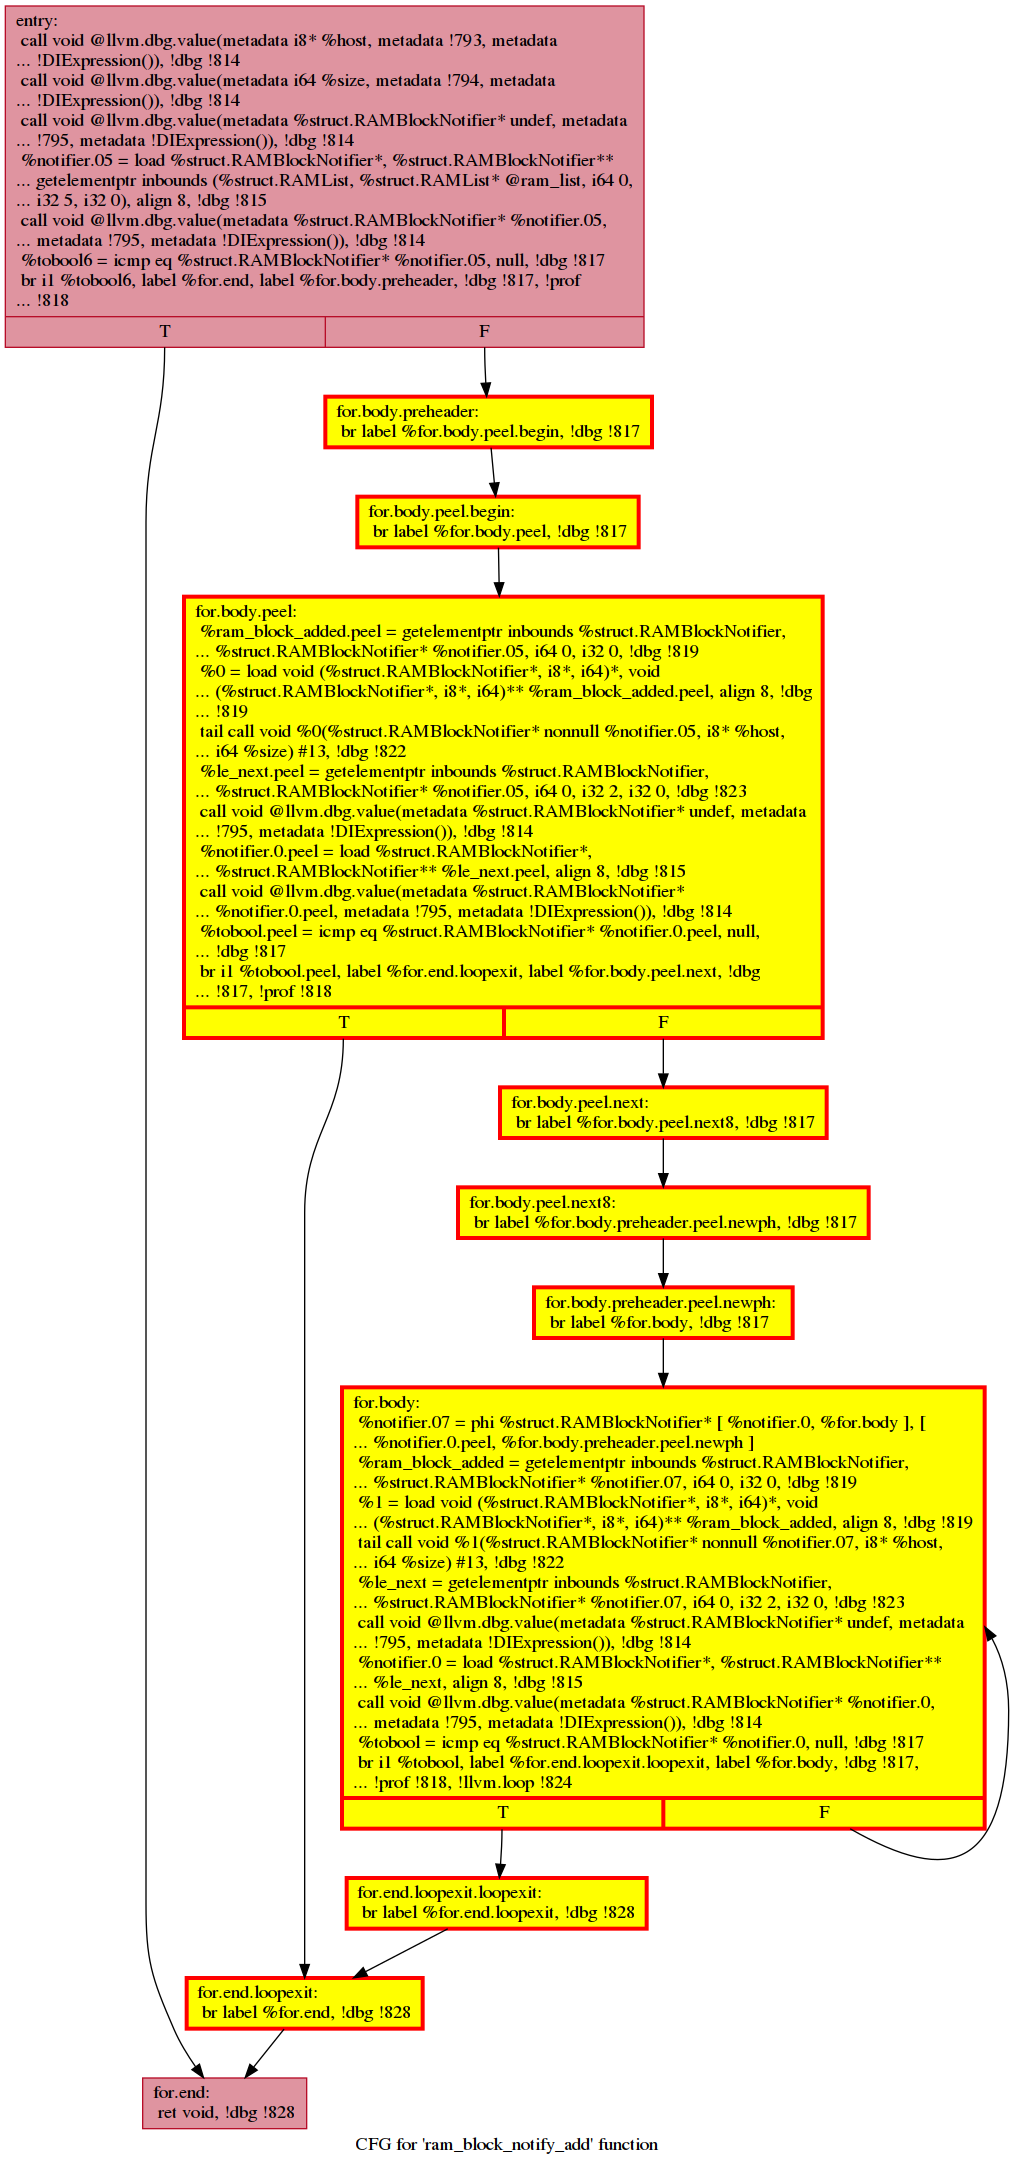 entry:
call void @llvm.dbg.value(metadata i8* %host, metadata !793, metadata
... !DIExpression()), !dbg !814
call void @llvm.dbg.value(metadata i64 %size, metadata !794, metadata
... !DIExpression()), !dbg !814
call void @llvm.dbg.value(metadata %struct.RAMBlockNotifier* undef, metadata
... !795, metadata !DIExpression()), !dbg !814
%notifier.05 = load %struct.RAMBlockNotifier*, %struct.RAMBlockNotifier**
... getelementptr inbounds (%struct.RAMList, %struct.RAMList* @ram_list, i64 0,
... i32 5, i32 0), align 8, !dbg !815
call void @llvm.dbg.value(metadata %struct.RAMBlockNotifier* %notifier.05,
... metadata !795, metadata !DIExpression()), !dbg !814
%tobool6 = icmp eq %struct.RAMBlockNotifier* %notifier.05, null, !dbg !817
br i1 %tobool6, label %for.end, label %for.body.preheader, !dbg !817, !prof
... !818
T F
for.body.preheader:
br label %for.body.peel.begin, !dbg !817
for.body.peel.begin:
br label %for.body.peel, !dbg !817
for.body.peel:
%ram_block_added.peel = getelementptr inbounds %struct.RAMBlockNotifier,
... %struct.RAMBlockNotifier* %notifier.05, i64 0, i32 0, !dbg !819
%0 = load void (%struct.RAMBlockNotifier*, i8*, i64)*, void
... (%struct.RAMBlockNotifier*, i8*, i64)** %ram_block_added.peel, align 8, !dbg
... !819
tail call void %0(%struct.RAMBlockNotifier* nonnull %notifier.05, i8* %host,
... i64 %size) #13, !dbg !822
%le_next.peel = getelementptr inbounds %struct.RAMBlockNotifier,
... %struct.RAMBlockNotifier* %notifier.05, i64 0, i32 2, i32 0, !dbg !823
call void @llvm.dbg.value(metadata %struct.RAMBlockNotifier* undef, metadata
... !795, metadata !DIExpression()), !dbg !814
%notifier.0.peel = load %struct.RAMBlockNotifier*,
... %struct.RAMBlockNotifier** %le_next.peel, align 8, !dbg !815
call void @llvm.dbg.value(metadata %struct.RAMBlockNotifier*
... %notifier.0.peel, metadata !795, metadata !DIExpression()), !dbg !814
%tobool.peel = icmp eq %struct.RAMBlockNotifier* %notifier.0.peel, null,
... !dbg !817
br i1 %tobool.peel, label %for.end.loopexit, label %for.body.peel.next, !dbg
... !817, !prof !818
T F
for.body.peel.next:
br label %for.body.peel.next8, !dbg !817
for.body.peel.next8:
br label %for.body.preheader.peel.newph, !dbg !817
for.body.preheader.peel.newph:
br label %for.body, !dbg !817
for.body:
%notifier.07 = phi %struct.RAMBlockNotifier* [ %notifier.0, %for.body ], [
... %notifier.0.peel, %for.body.preheader.peel.newph ]
%ram_block_added = getelementptr inbounds %struct.RAMBlockNotifier,
... %struct.RAMBlockNotifier* %notifier.07, i64 0, i32 0, !dbg !819
%1 = load void (%struct.RAMBlockNotifier*, i8*, i64)*, void
... (%struct.RAMBlockNotifier*, i8*, i64)** %ram_block_added, align 8, !dbg !819
tail call void %1(%struct.RAMBlockNotifier* nonnull %notifier.07, i8* %host,
... i64 %size) #13, !dbg !822
%le_next = getelementptr inbounds %struct.RAMBlockNotifier,
... %struct.RAMBlockNotifier* %notifier.07, i64 0, i32 2, i32 0, !dbg !823
call void @llvm.dbg.value(metadata %struct.RAMBlockNotifier* undef, metadata
... !795, metadata !DIExpression()), !dbg !814
%notifier.0 = load %struct.RAMBlockNotifier*, %struct.RAMBlockNotifier**
... %le_next, align 8, !dbg !815
call void @llvm.dbg.value(metadata %struct.RAMBlockNotifier* %notifier.0,
... metadata !795, metadata !DIExpression()), !dbg !814
%tobool = icmp eq %struct.RAMBlockNotifier* %notifier.0, null, !dbg !817
br i1 %tobool, label %for.end.loopexit.loopexit, label %for.body, !dbg !817,
... !prof !818, !llvm.loop !824
T F
for.end.loopexit.loopexit:
br label %for.end.loopexit, !dbg !828
for.end.loopexit:
br label %for.end, !dbg !828
for.end:
ret void, !dbg !828
CFG for 'ram_block_notify_add' function